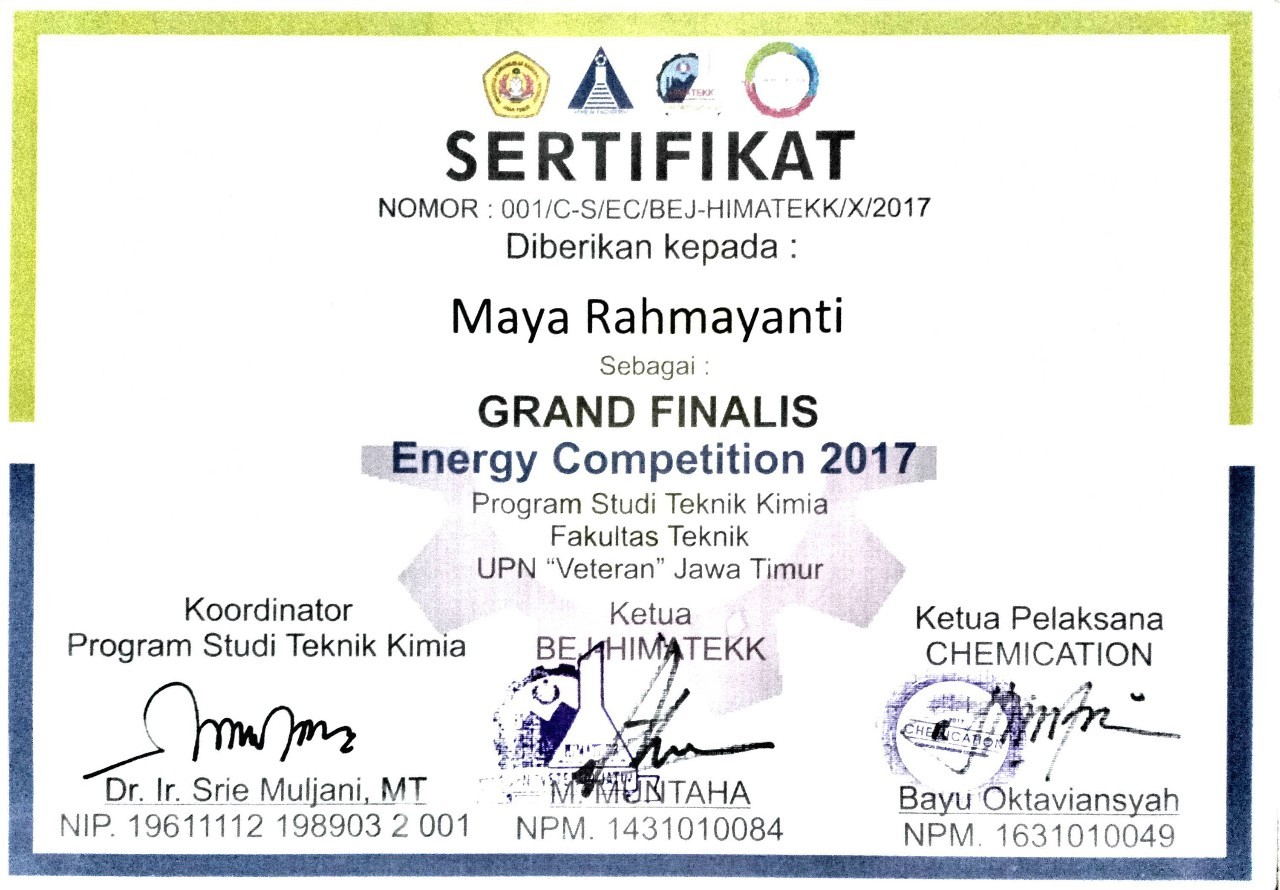 SERTIFIKAT
NOMOR : 001/C-S/EC/BEJ-HIMATEKK/X/2017
Diberikan kepada :
Maya Rahmayanti
Sebagai :
GRAND FINALIS
Energy Competition 2017
Program Studi Teknik Kimia
Fakultas Teknik
UPN “Veteran” Jawa Timur
Koordinator
Program Studi Teknik Kimia
Dr. Ir. Srie Muljani, MT
NIP. 19611112 198903 2 001
Ketua
BEJ-HIMATEKK
M. MUNTAHA
NPM. 1431010084
Ketua Pelaksana
CHEMICATION
CHEMICATION
Bayu Oktaviansyah
NPM. 1631010049